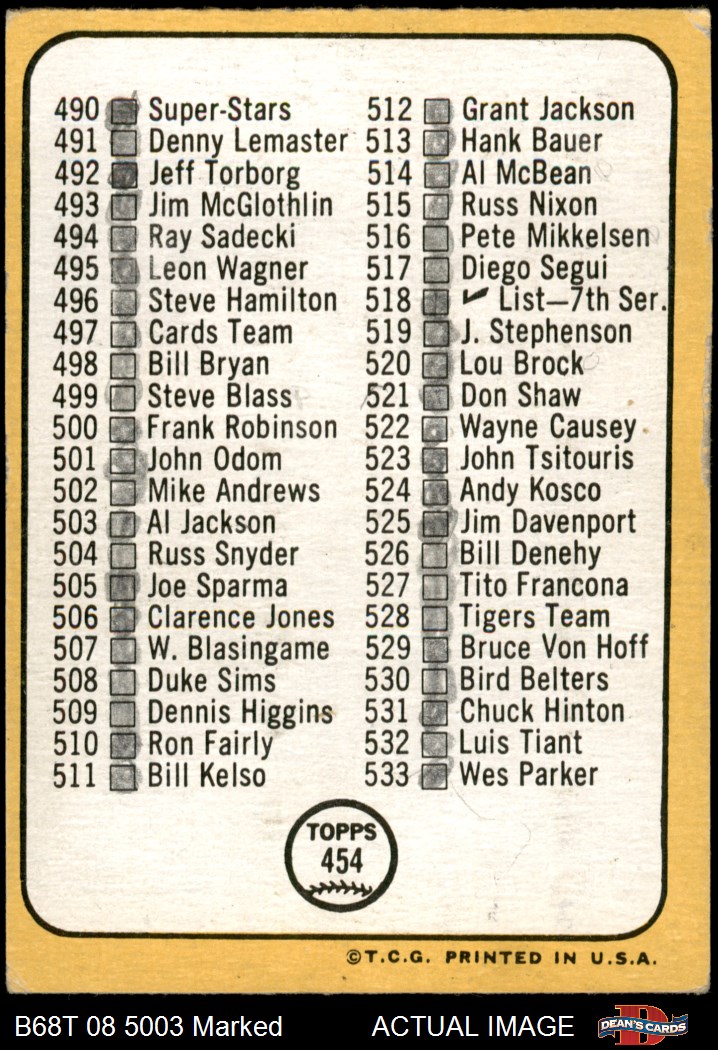 490 Super-Stars
491 Denny Lemaster
492 Jeff Torborg
493 Jim McGlothlin
494 Ray Sadecki
495 Leon Wagner
496 Steve Hamilton
497 Cards Team
498 Bill Bryan
499 Steve Blass
500 Frank Robinson
501 John Odom
502 Mike Andrews
503 Al Jackson
504 Russ Snyder
505 Joe Sparma
506 Clarence Jones
507 W. Blasingame
508 Duke Sims
509 Dennis Higgins
510 Ron Fairly
511 Bill Kelso
512 Grant Jackson
513 Hank Bauer
514 Al McBean
515 Russ Nixon
516 Pete Mikkelsen
517 Diego Segui
518 ✔ List—7th Ser.
519 J. Stephenson
520 Lou Brock
521 Don Shaw
522 Wayne Causey
523 John Tsitouris
524 Andy Kosco
525 Jim Davenport
526 Bill Denehy
527 Tito Francona
528 Tigers Team
529 Bruce Von Hoff
530 Bird Belters
531 Chuck Hinton
532 Luis Tiant
533 Wes Parker
TOPPS
454
©T.C.G. PRINTED IN U.S.A.
B68T 08 5003 Marked ACTUAL IMAGE
D
DEAN'S CARDS